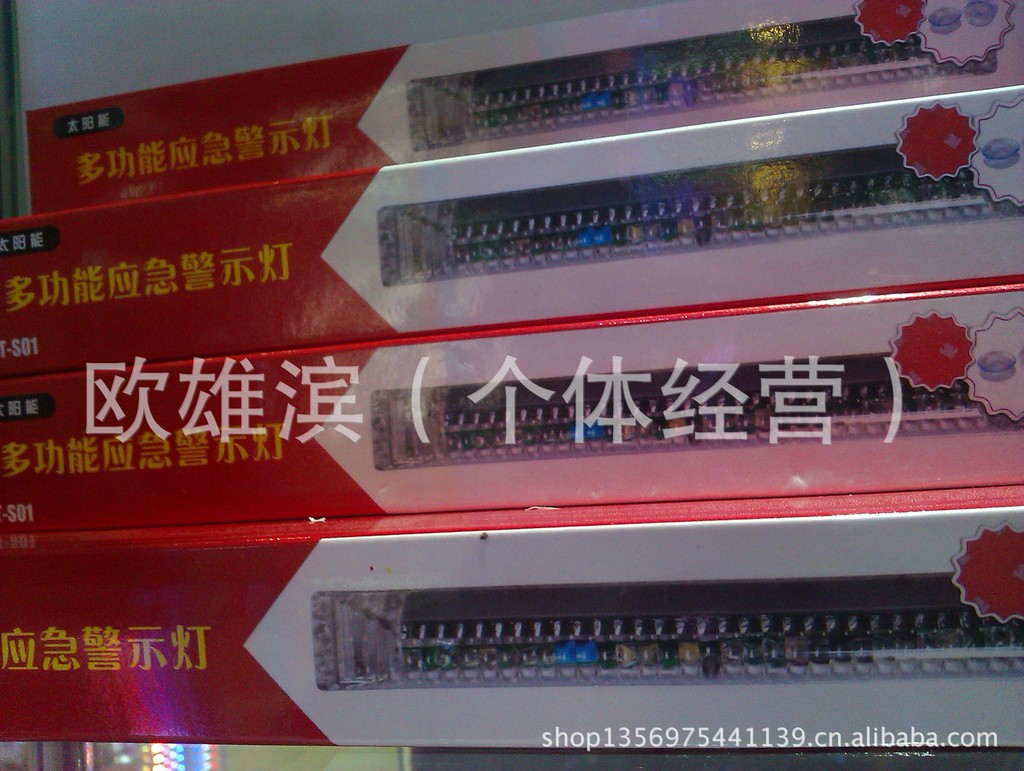 太阳能
多功能应急警示灯
太阳能
多功能应急警示灯
T-S01
太阳能
欧雄滨（个体经营）
多功能应急警示灯
T-S01
应急警示灯
shop1356975441139.cn.alibaba.com